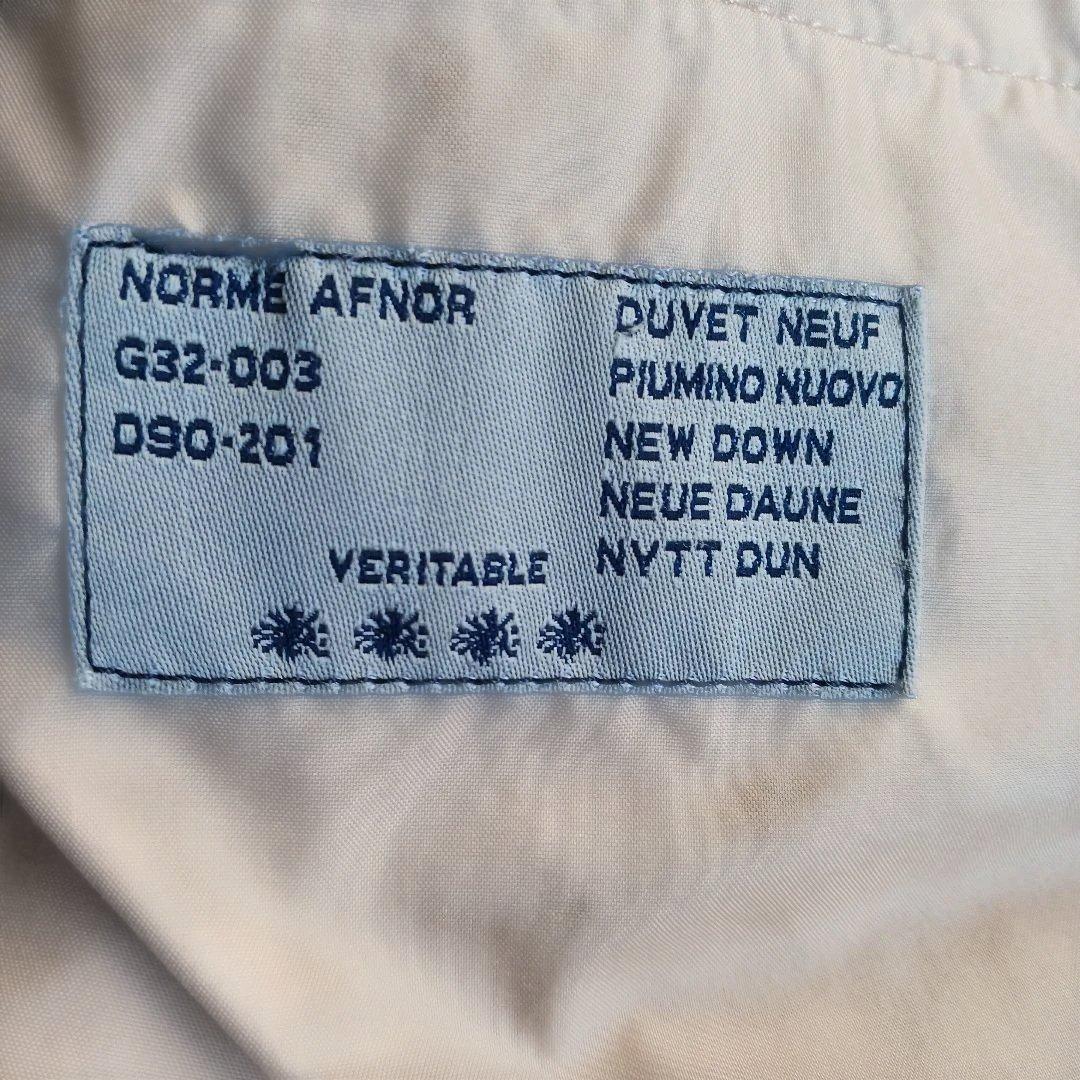 NORME AFNOR
G32-003
D90-201
DUVET NEUF
PIUMINO NUOVO
NEW DOWN
NEUE DAUNE
NYTT DUN
VERITABLE